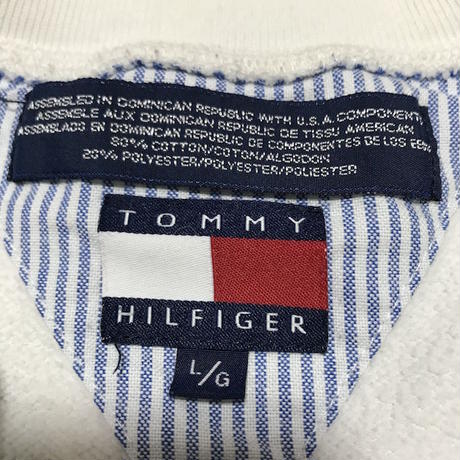 ASSEMBLED IN DOMINICAN REPUBLIC WITH U.S.A. COMPONENT
ASSEMBLE AUX DOMINICAN REPUBLIC DE TISSU AMERICAN
ENSAMBLADO EN DOMINICAN REPUBLIC DE COMPONENTES DE LOS EEUU
80% COTTON/COTON/ALGODON
20% POLYESTER/POLYESTER/POLIESTER
TOMMY
HILFIGER
L/G